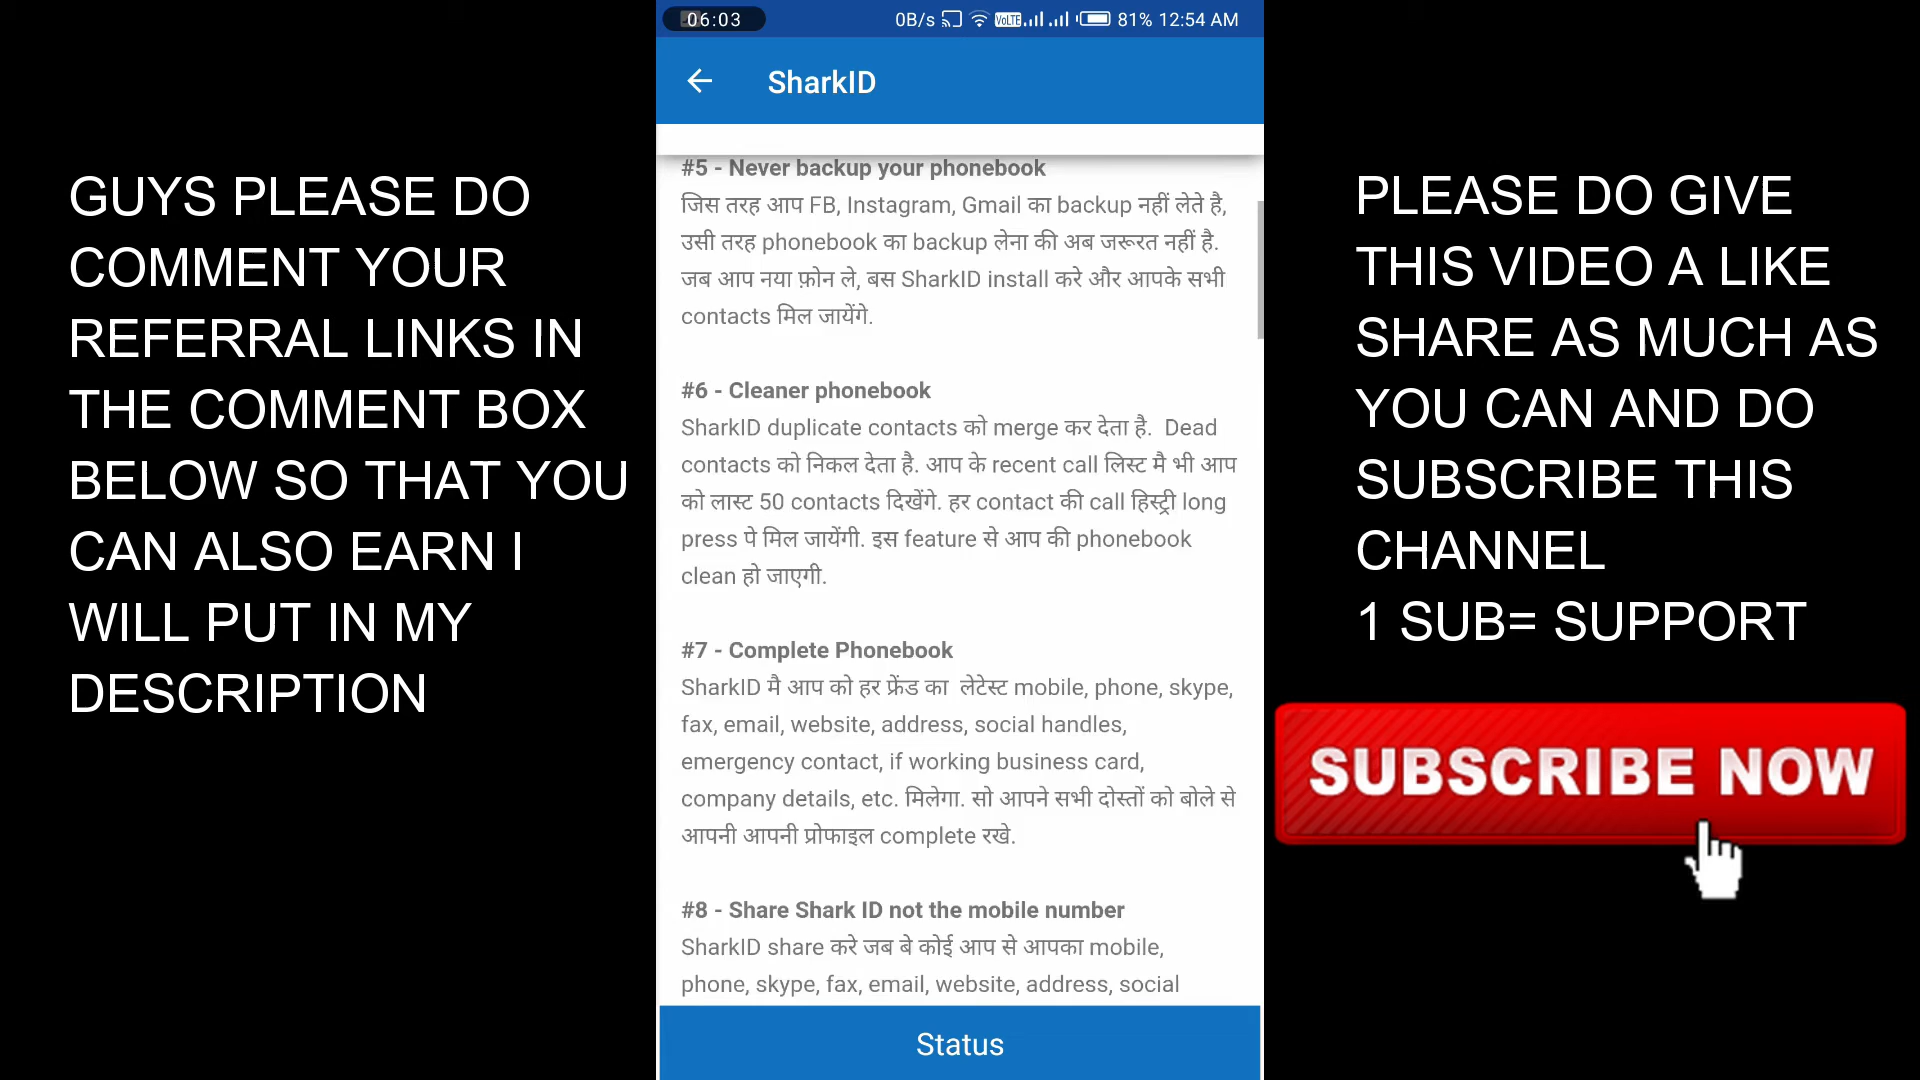 GUYS PLEASE DO
COMMENT YOUR
REFERRAL LINKS IN
THE COMMENT BOX
BELOW SO THAT YOU
CAN ALSO EARN I
WILL PUT IN MY
DESCRIPTION
06:03
0B/s VoLTE 81% 12:54 AM
SharkID
#5 - Never backup your phonebook
जिस तरह आप FB, Instagram, Gmail का backup नहीं लेते है,
उसी तरह phonebook का backup लेना की अब जरूरत नहीं है.
जब आप नया फ़ोन ले, बस SharkID install करे और आपके सभी
contacts मिल जायेंगे.
#6 - Cleaner phonebook
SharkID duplicate contacts को merge कर देता है. Dead
contacts को निकल देता है. आप के recent call लिस्ट मै भी आप
को लास्ट 50 contacts दिखेंगे. हर contact की call हिस्ट्री long
press पे मिल जायेंगी. इस feature से आप की phonebook
clean हो जाएगी.
#7 - Complete Phonebook
SharkID मै आप को हर फ्रेंड का लेटेस्ट mobile, phone, skype,
fax, email, website, address, social handles,
emergency contact, if working business card,
company details, etc. मिलेगा. सो आपने सभी दोस्तों को बोले से
आपनी आपनी प्रोफाइल complete रखे.
#8 - Share Shark ID not the mobile number
SharkID share करे जब बे कोई आप से आपका mobile,
phone, skype, fax, email, website, address, social
Status
PLEASE DO GIVE
THIS VIDEO A LIKE
SHARE AS MUCH AS
YOU CAN AND DO
SUBSCRIBE THIS
CHANNEL
1 SUB= SUPPORT
SUBSCRIBE NOW